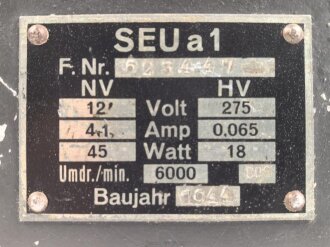 SEU a 1
F. Nr.
NV HV
12 Volt 275
4,1 Amp 0,065
45 Watt 18
Umdr./min. 6000
Baujahr 1944